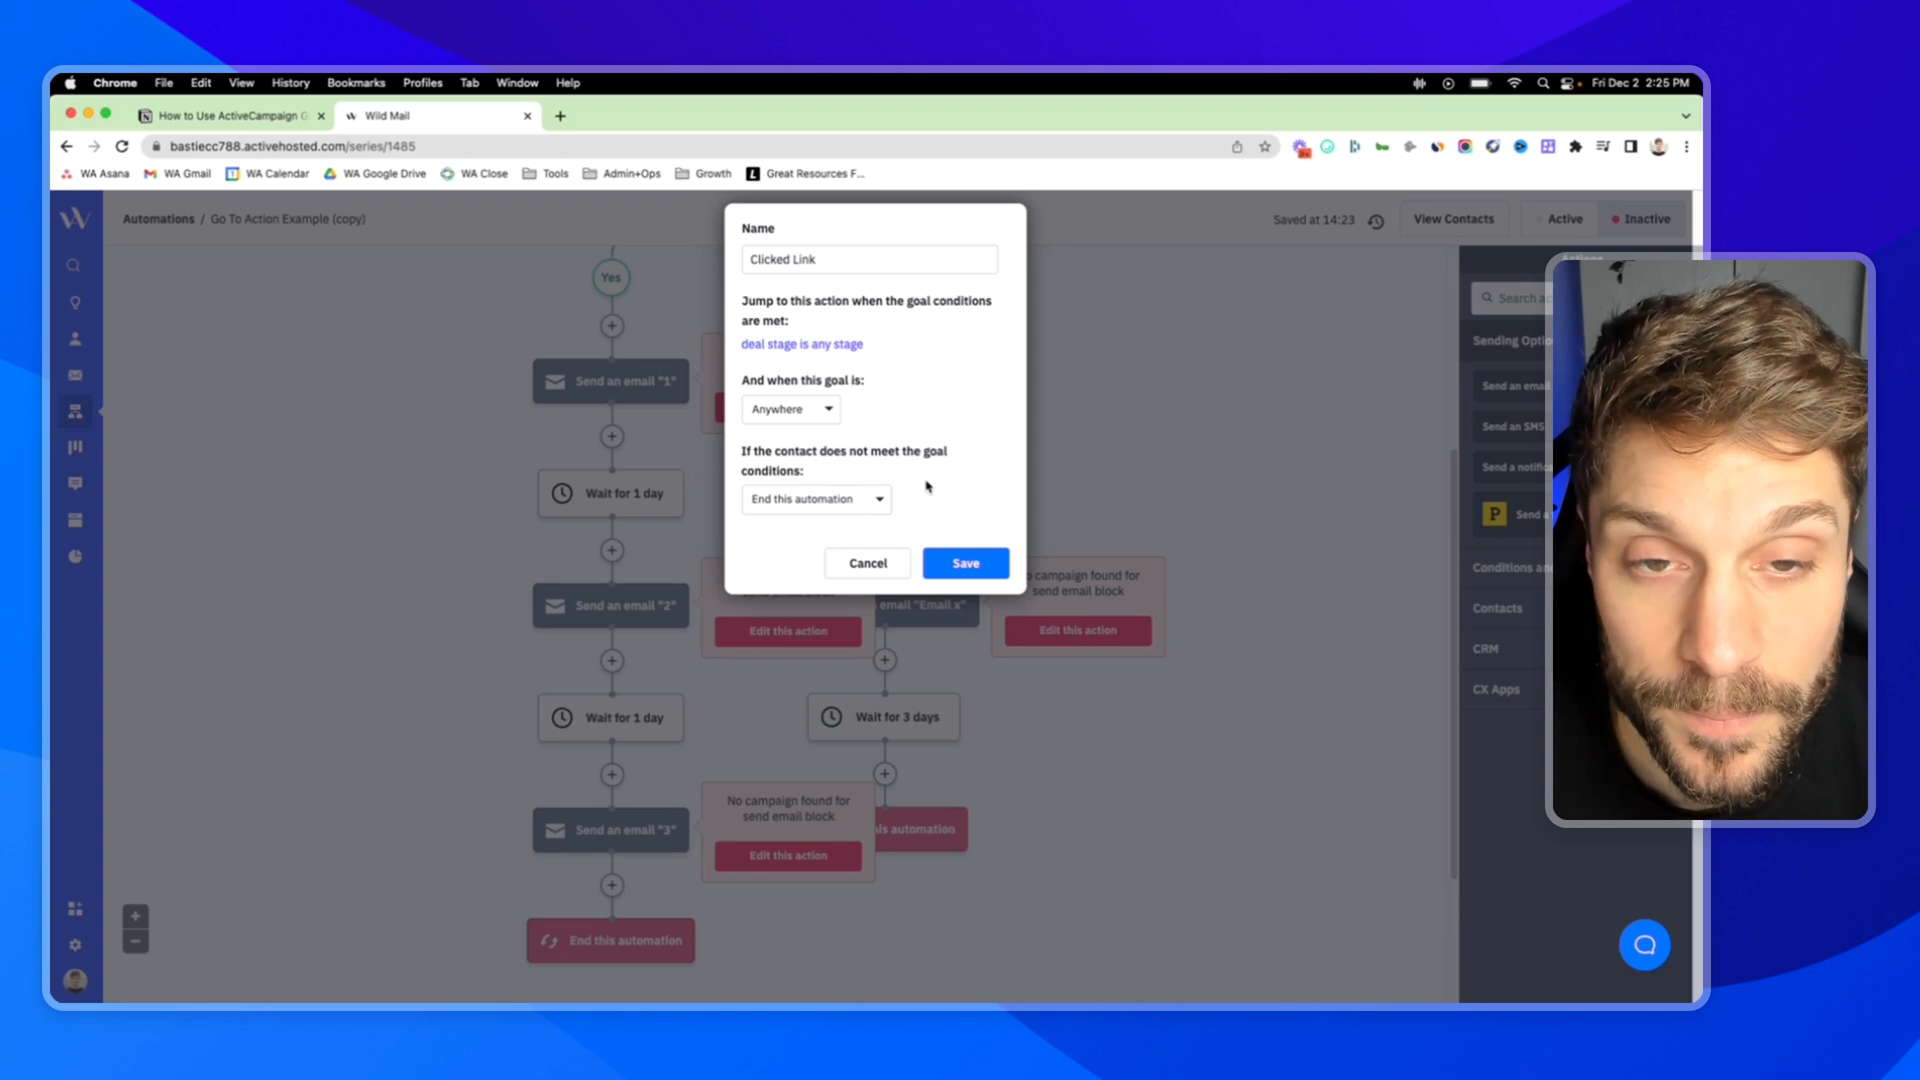 Chrome File Edit View History Bookmarks Profiles Tab Window Help
Fri Dec 2 2:25 PM
How to Use ActiveCampaign G
Wild Mail
bastiecc788.activehosted.com/series/1485
WA Asana WA Gmail WA Calendar WA Google Drive WA Close Tools Admin+Ops Growth Great Resources F...
Automations / Go To Action Example (copy)
Saved at 14:23
View Contacts
Active
Inactive
Name
Clicked Link
Jump to this action when the goal conditions
are met:
deal stage is any stage
And when this goal is:
Anywhere
If the contact does not meet the goal
conditions:
End this automation
Cancel
Save
Yes
Send an email "1"
Wait for 1 day
Send an email "2"
Edit this action
email "Email x"
campaign found for
send email block
Edit this action
Wait for 1 day
Wait for 3 days
Send an email "3"
No campaign found for
send email block
Edit this action
automation
End this automation
Search
Sending
Send an email
Send an SMS
Send a
P Send a
Conditions
Contacts
CRM
CX Apps